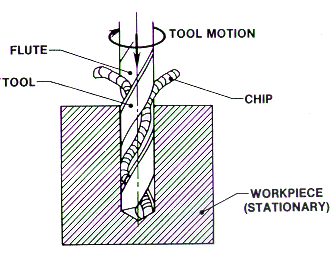 TOOL MOTION
FLUTE
TOOL
CHIP
WORKPIECE
(STATIONARY)